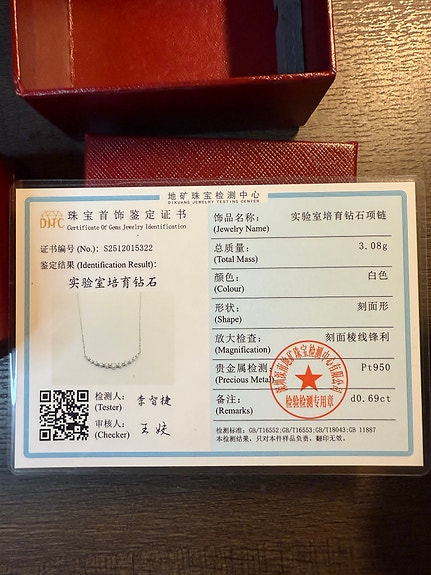 地矿珠宝检测中心
DIKUANG JEWELRY TESTING CENTER
DKJC
珠宝首饰鉴定证书
Certificate Of Gems Jewelry Identification
证书编号 (No.): S2512015322
鉴定结果 (Identification Result):
实验室培育钻石
检测人:
(Tester)
审核人:
(Checker)
饰品名称: 实验室培育钻石项链
(Jewelry Name)
总质量: 3.08g
(Total Mass)
颜色: 白色
(Colour)
形状: 刻面形
(Shape)
放大检查: 刻面棱线锋利
(Magnification)
贵金属检测: Pt950
(Precious Metal)
备注: d0.69ct
(Remarks)
检验检测专用章
检测标准: GB/T16552;GB/T16553;GB/T18043;GB 11887
本检测结果, 只对本件样品负责, 翻印无效。